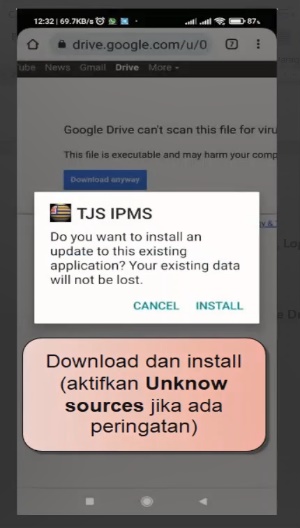 12:32 | 69.7KB/s
87
drive.google.com/u/0
7
ube News Gmail Drive More
Google Drive can't scan this file for viru
This file is executable and may harm your comp
Download anyway
TJS IPMS
Do you want to install an
update to this existing
application? Your existing data
will not be lost.
CANCEL INSTALL
Download dan install
(aktifkan Unknow
sources jika ada
peringatan)